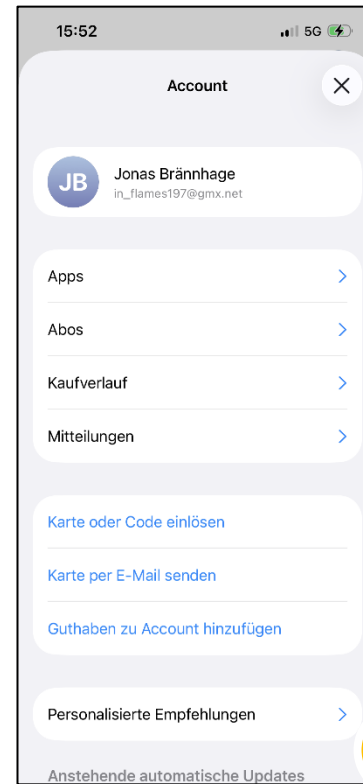 15:52 5G
Account
JB
Jonas Brännhage
in_flames197@gmx.net
Apps
Abos
Kaufverlauf
Mitteilungen
Karte oder Code einlösen
Karte per E-Mail senden
Guthaben zu Account hinzufügen
Personalisierte Empfehlungen
Anstehende automatische Updates